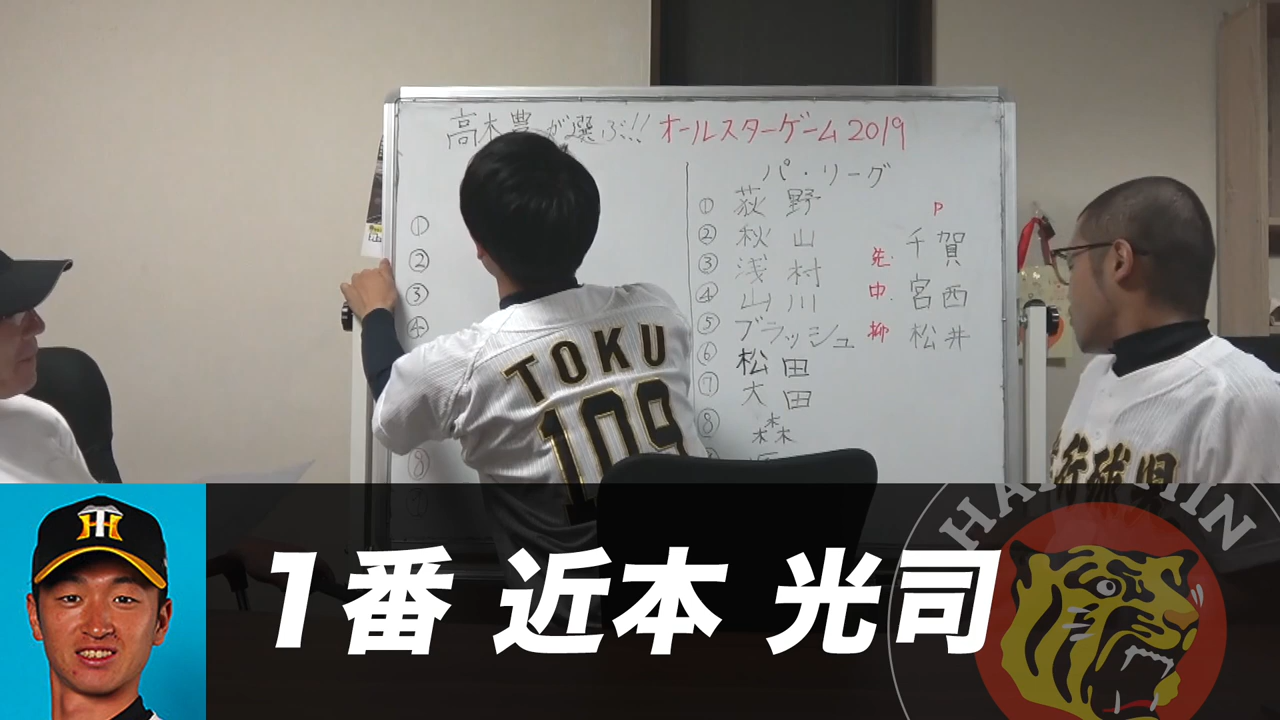 高木豊が選ぶ!! オールスターゲーム2019
パ・リーグ
① 荻野
② 秋山
③ 浅村
④ 山川
⑤ ブラッシュ
⑥ 松田
⑦ 大田
⑧ 森
P
先 千賀
中 宮西
抑 松井
①
②
③
④
⑧
TOKU
109
HT
1番 近本 光司